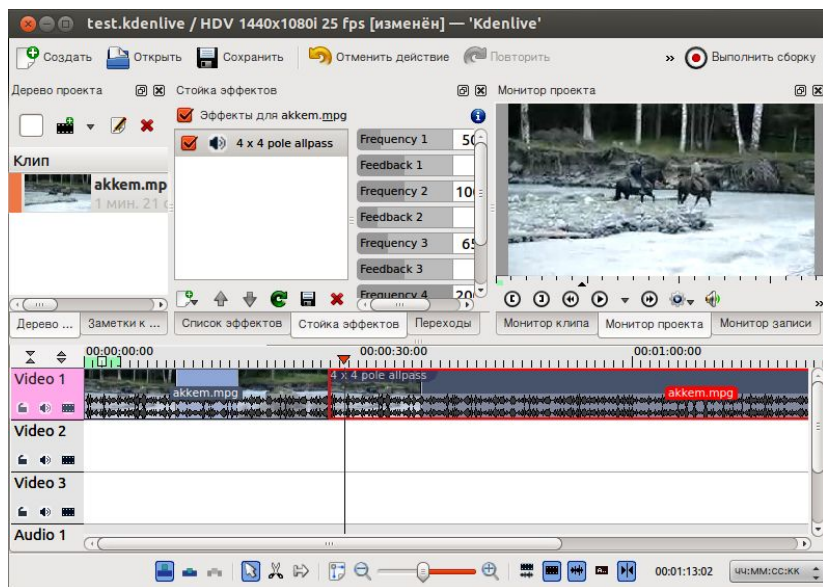 test.kdenlive / HDV 1440x1080i 25 fps [изменён] — 'Kdenlive'
Создать Открыть Сохранить Отменить действие Повторить » Выполнить сборку
Дерево проекта Стойка эффектов Монитор проекта
Эффекты для akkem.mpg
4 x 4 pole allpass
Frequency 1
Feedback 1
Frequency 2
Feedback 2
Frequency 3
Feedback 3
Frequency 4
Клип
akkem.mp
1 мин. 21 с
Дерево ... Заметки к ... Список эффектов Стойка эффектов Переходы Монитор клипа Монитор проекта Монитор записи
00:00:00:00 00:00:30:00 00:01:00:00
Video 1
akkem.mpg
4 x 4 pole allpass
akkem.mpg
Video 2
Video 3
Audio 1
00:01:13:02 чч:мм:сс:кк